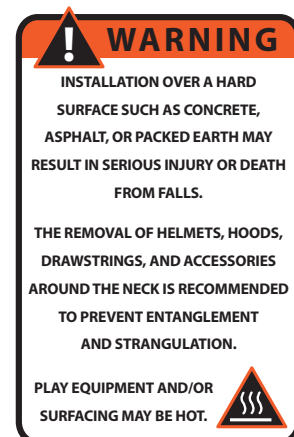 WARNING
INSTALLATION OVER A HARD
SURFACE SUCH AS CONCRETE,
ASPHALT, OR PACKED EARTH MAY
RESULT IN SERIOUS INJURY OR DEATH
FROM FALLS.
THE REMOVAL OF HELMETS, HOODS,
DRAWSTRINGS, AND ACCESSORIES
AROUND THE NECK IS RECOMMENDED
TO PREVENT ENTANGLEMENT
AND STRANGULATION.
PLAY EQUIPMENT AND/OR
SURFACING MAY BE HOT.